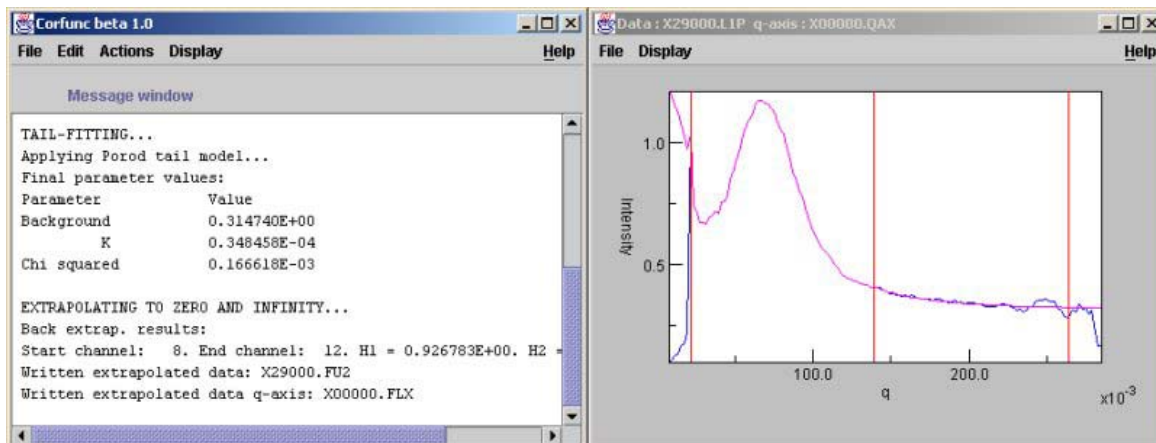 Corfunc beta 1.0
File Edit Actions Display Help
Message window
TAIL-FITTING...
Applying Porod tail model...
Final parameter values:
Parameter Value
Background 0.314740E+00
K 0.348458E-04
Chi squared 0.166618E-03
EXTRAPOLATING TO ZERO AND INFINITY...
Back extrap. results:
Start channel: 8. End channel: 12. H1 = 0.926783E+00. H2 =
Written extrapolated data: X29000.FU2
Written extrapolated data q-axis: X00000.FLX
Data : X29000.L1P q-axis : X00000.QAX
File Display Help
1.0
Intensity
0.5
100.0 200.0
q
x10-3